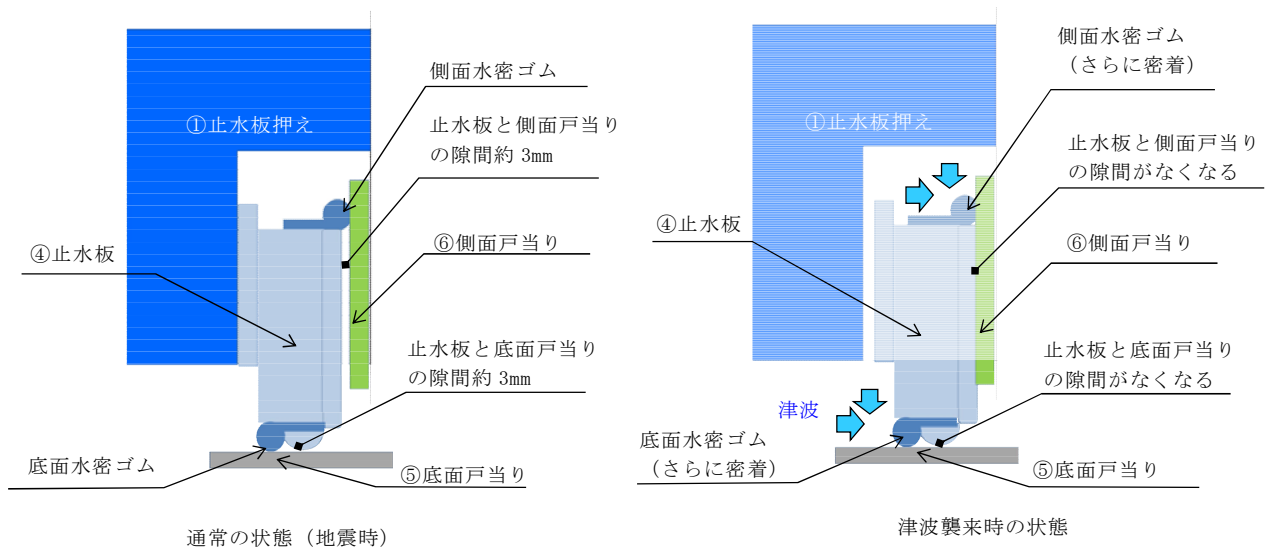 側面水密ゴム
①止水板押え
止水板と側面戸当り
の隙間約 3mm
④止水板
⑥側面戸当り
止水板と底面戸当り
の隙間約 3mm
底面水密ゴム
⑤底面戸当り
通常の状態（地震時）
側面水密ゴム
（さらに密着）
①止水板押え
止水板と側面戸当り
の隙間がなくなる
④止水板
⑥側面戸当り
止水板と底面戸当り
の隙間がなくなる
津波
底面水密ゴム
（さらに密着）
⑤底面戸当り
津波襲来時の状態